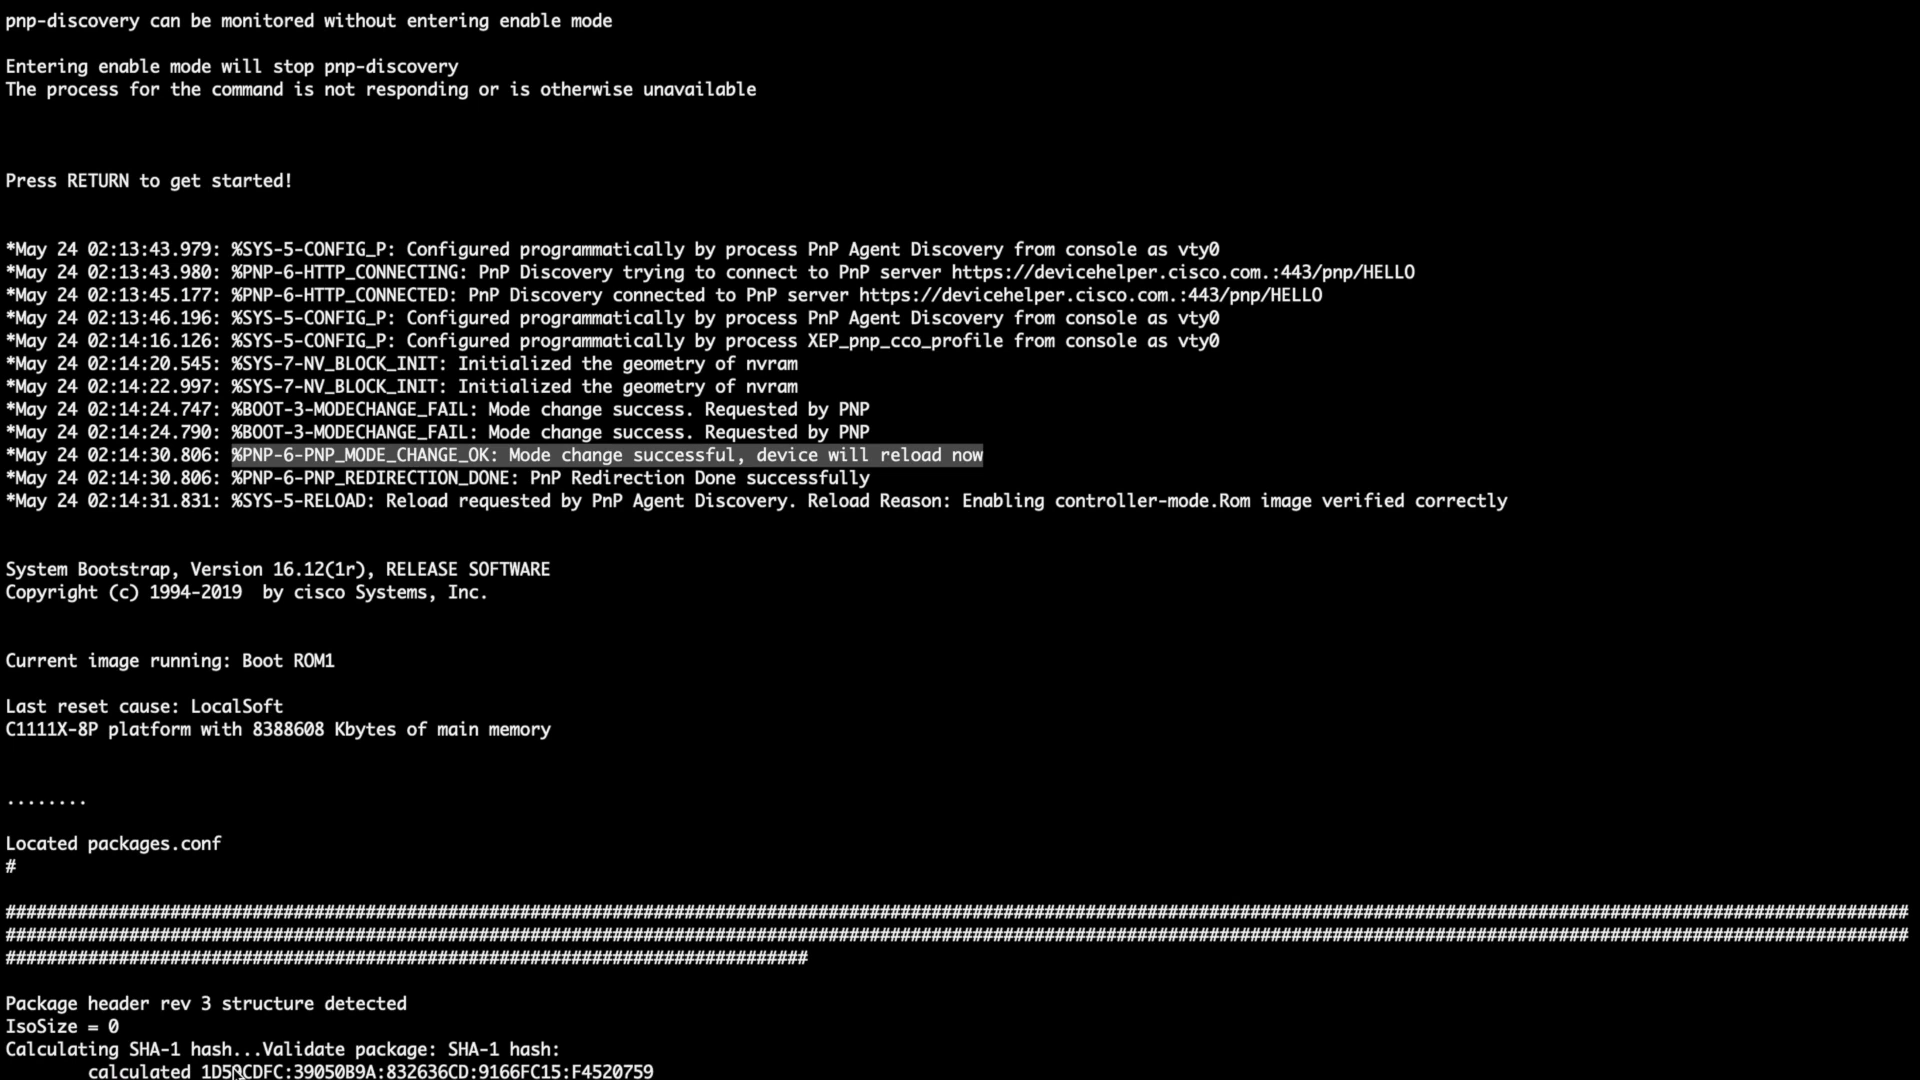 pnp-discovery can be monitored without entering enable mode
Entering enable mode will stop pnp-discovery
The process for the command is not responding or is otherwise unavailable
Press RETURN to get started!
*May 24 02:13:43.979: %SYS-5-CONFIG_P: Configured programmatically by process PnP Agent Discovery from console as vty0
*May 24 02:13:43.980: %PNP-6-HTTP_CONNECTING: PnP Discovery trying to connect to PnP server https://devicehelper.cisco.com.:443/pnp/HELLO
*May 24 02:13:45.177: %PNP-6-HTTP_CONNECTED: PnP Discovery connected to PnP server https://devicehelper.cisco.com.:443/pnp/HELLO
*May 24 02:13:46.196: %SYS-5-CONFIG_P: Configured programmatically by process PnP Agent Discovery from console as vty0
*May 24 02:14:16.126: %SYS-5-CONFIG_P: Configured programmatically by process XEP_pnp_cco_profile from console as vty0
*May 24 02:14:20.545: %SYS-7-NV_BLOCK_INIT: Initialized the geometry of nvram
*May 24 02:14:22.997: %SYS-7-NV_BLOCK_INIT: Initialized the geometry of nvram
*May 24 02:14:24.747: %BOOT-3-MODECHANGE_FAIL: Mode change success. Requested by PNP
*May 24 02:14:24.790: %BOOT-3-MODECHANGE_FAIL: Mode change success. Requested by PNP
*May 24 02:14:30.806: %PNP-6-PNP_MODE_CHANGE_OK: Mode change successful, device will reload now
*May 24 02:14:30.806: %PNP-6-PNP_REDIRECTION_DONE: PnP Redirection Done successfully
*May 24 02:14:31.831: %SYS-5-RELOAD: Reload requested by PnP Agent Discovery. Reload Reason: Enabling controller-mode.Rom image verified correctly
System Bootstrap, Version 16.12(1r), RELEASE SOFTWARE
Copyright (c) 1994-2019  by cisco Systems, Inc.
Current image running: Boot ROM1
Last reset cause: LocalSoft
C1111X-8P platform with 8388608 Kbytes of main memory
........
Located packages.conf
#
#########################################################################################################################################################################################
#########################################################################################################################################################################################
##############################################################################
Package header rev 3 structure detected
IsoSize = 0
Calculating SHA-1 hash...Validate package: SHA-1 hash:
calculated :39050B9A:832636CD:9166FC15:F4520759